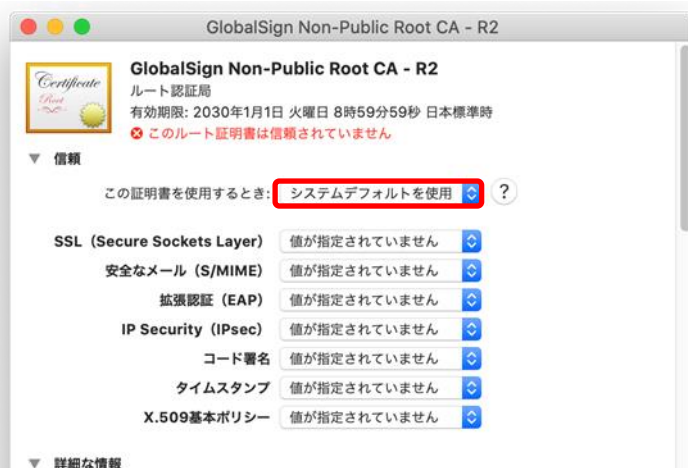 GlobalSign Non-Public Root CA - R2
Certificate
Root
GlobalSign Non-Public Root CA - R2
ルート認証局
有効期限: 2030年1月1日 火曜日 8時59分59秒 日本標準時
このルート証明書は信頼されていません
信頼
この証明書を使用するとき: システムデフォルトを使用 ?
SSL（Secure Sockets Layer） 値が指定されていません
安全なメール（S/MIME） 値が指定されていません
拡張認証（EAP） 値が指定されていません
IP Security（IPsec） 値が指定されていません
コード署名 値が指定されていません
タイムスタンプ 値が指定されていません
X.509基本ポリシー 値が指定されていません
詳細な情報